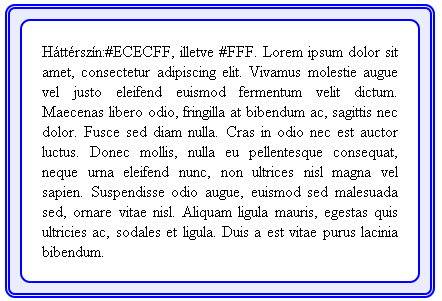 Háttérszín:#ECECFF, illetve #FFF. Lorem ipsum dolor sit
amet, consectetur adipiscing elit. Vivamus molestie augue
vel justo eleifend euismod fermentum velit dictum.
Maecenas libero odio, fringilla at bibendum ac, sagittis nec
dolor. Fusce sed diam nulla. Cras in odio nec est auctor
luctus. Donec mollis, nulla eu pellentesque consequat,
neque urna eleifend nunc, non ultrices nisl magna vel
sapien. Suspendisse odio augue, euismod sed malesuada
sed, ornare vitae nisl. Aliquam ligula mauris, egestas quis
ultricies ac, sodales et ligula. Duis a est vitae purus lacinia
bibendum.